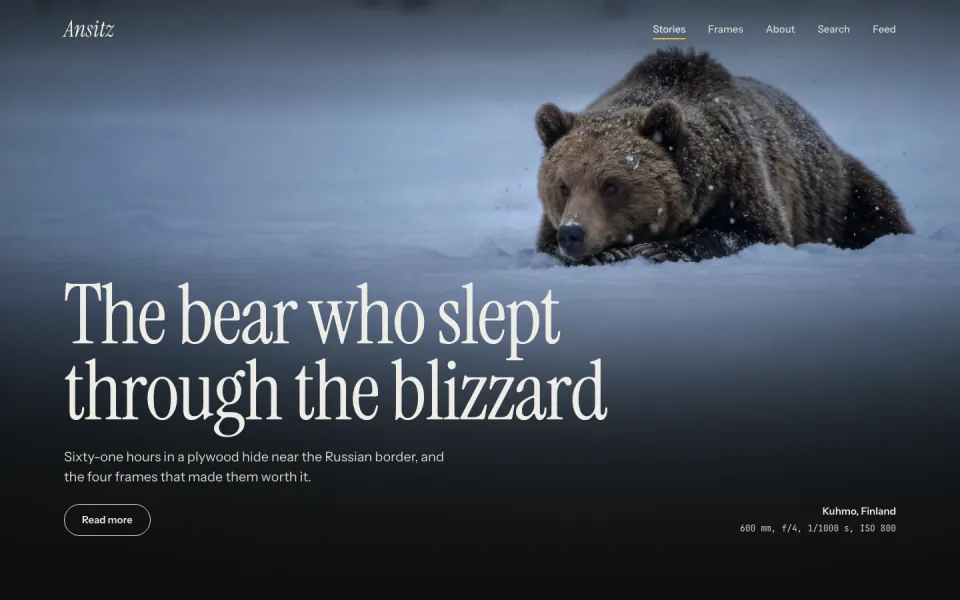 Ansitz
Stories Frames About Search Feed
The bear who slept
through the blizzard
Sixty-one hours in a plywood hide near the Russian border, and
the four frames that made them worth it.
Read more
Kuhmo, Finland
600 mm, f/4, 1/1000 s, ISO 800